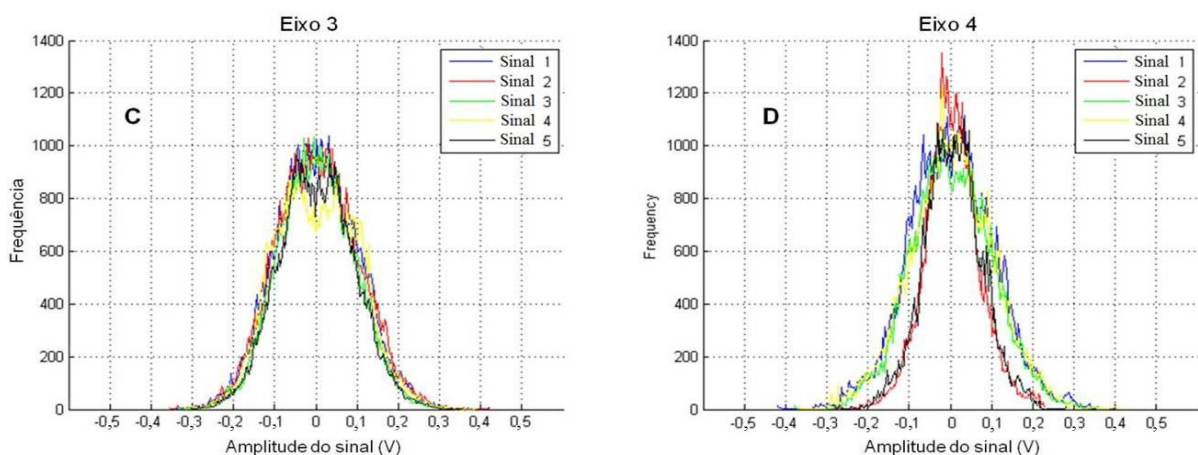 Eixo 3
1400
1200
1000
800
600
400
200
0
Frequência
C
Sinal 1
Sinal 2
Sinal 3
Sinal 4
Sinal 5
-0,5 -0,4 -0,3 -0,2 -0,1 0 0,1 0,2 0,3 0,4 0,5
Amplitude do sinal (V)
Eixo 4
1400
1200
1000
800
600
400
200
0
Frequency
D
Sinal 1
Sinal 2
Sinal 3
Sinal 4
Sinal 5
-0,5 -0,4 -0,3 -0,2 -0,1 0 0,1 0,2 0,3 0,4 0,5
Amplitude do sinal (V)